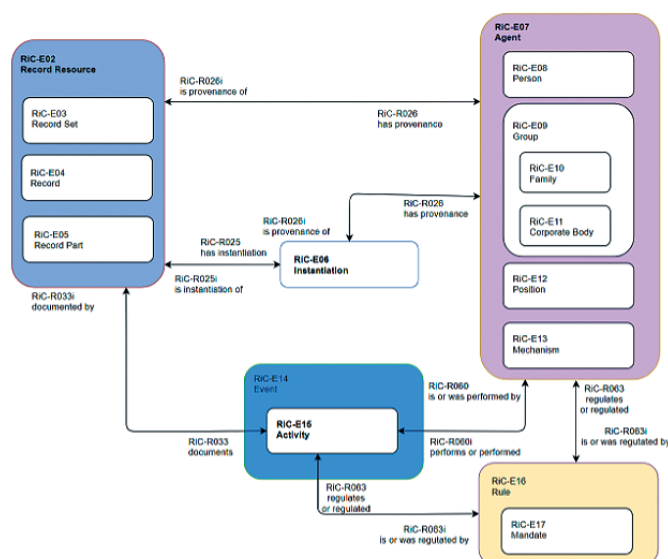 RiC-E02
Record Resource
RiC-E03
Record Set
RiC-E04
Record
RiC-E05
Record Part
RiC-R026i
is provenance of
RiC-R026
has provenance
RiC-E07
Agent
RiC-E08
Person
RiC-E09
Group
RiC-E10
Family
RiC-E11
Corporate Body
RiC-E12
Position
RiC-E13
Mechanism
RiC-R026
has provenance
RiC-R026i
is provenance of
RiC-R025
has instantiation
RiC-R025i
is instantiation of
RiC-E06
Instantiation
RiC-R033i
documented by
RiC-R033
documents
RiC-E14
Event
RiC-E15
Activity
RiC-R060
is or was performed by
RiC-R060i
performs or performed
RiC-R063
regulates
or regulated
RiC-R063i
is or was regutated by
RiC-R063
regulates
or regulated
RiC-R063i
is or was regutated by
RiC-E16
Rule
RiC-E17
Mandate